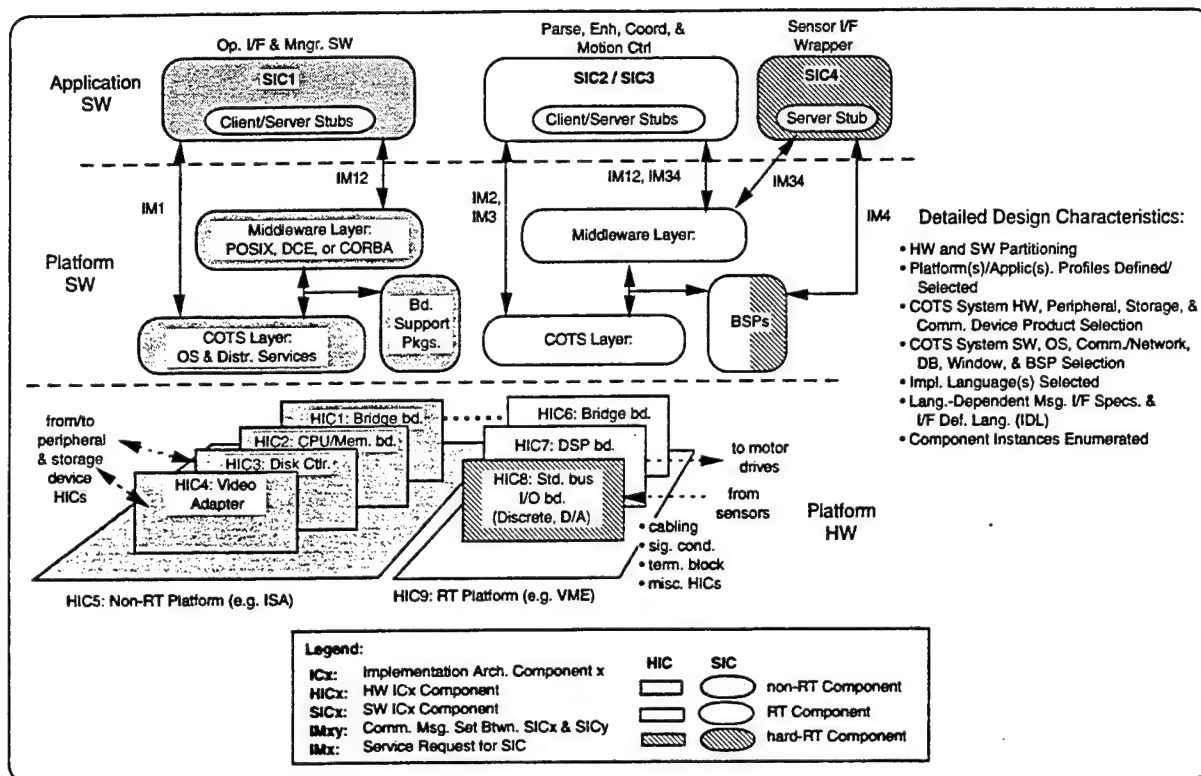 Op. I/F & Mngr. SW
Parse, Enh, Coord, &
Motion Ctrl
Sensor I/F
Wrapper
Application
SW
SIC1
Client/Server Stubs
SIC2 / SIC3
Client/Server Stubs
SIC4
Server Stub
IM1
IM12
IM2,
IM3
IM12, IM34
IM34
IM4
Platform
SW
Middleware Layer:
POSIX, DCE, or CORBA
Bd.
Support
Pkgs.
COTS Layer:
OS & Distr. Services
Middleware Layer:
BSPs
COTS Layer:
Detailed Design Characteristics:
• HW and SW Partitioning
• Platform(s)/Applic(s). Profiles Defined/
Selected
• COTS System HW, Peripheral, Storage, &
Comm. Device Product Selection
• COTS System SW, OS, Comm./Network,
DB, Window, & BSP Selection
• Impl. Language(s) Selected
• Lang.-Dependent Msg. I/F Specs. &
I/F Def. Lang. (IDL)
• Component Instances Enumerated
from/to
peripheral
& storage
device
HICs
HIC1: Bridge bd.
HIC2: CPU/Mem. bd.
HIC3: Disk Ctlr.
HIC4: Video
Adapter
HIC6: Bridge bd.
HIC7: DSP bd.
HIC8: Std. bus
I/O bd.
(Discrete, D/A)
to motor
drives
from
sensors
• cabling
• sig. cond.
• term. block
• misc. HICs
Platform
HW
HIC5: Non-RT Platform (e.g. ISA)
HIC9: RT Platform (e.g. VME)
Legend:
ICx: Implementation Arch. Component x
HICx: HW ICx Component
SICx: SW ICx Component
IMxy: Comm. Msg. Set Btwn. SICx & SICy
IMx: Service Request for SIC
HIC SIC
non-RT Component
RT Component
hard-RT Component